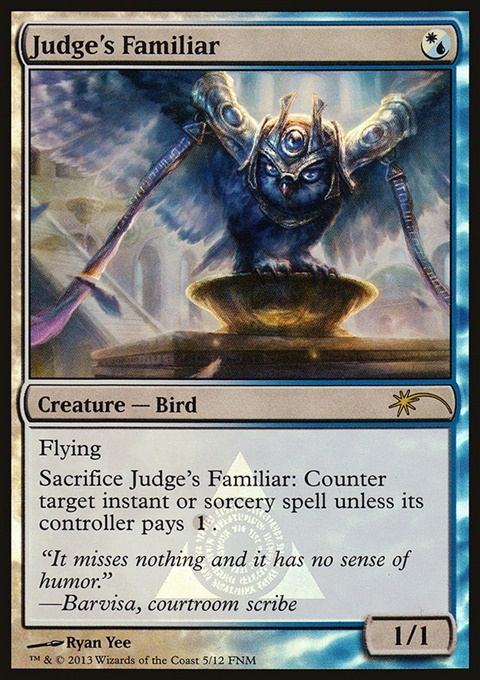 Judge's Familiar
Creature — Bird
Flying
Sacrifice Judge's Familiar: Counter
target instant or sorcery spell unless its
controller pays 1.
“It misses nothing and it has no sense of
humor.”
—Barvisa, courtroom scribe
Ryan Yee
1/1
™ & © 2013 Wizards of the Coast 5/12 FNM